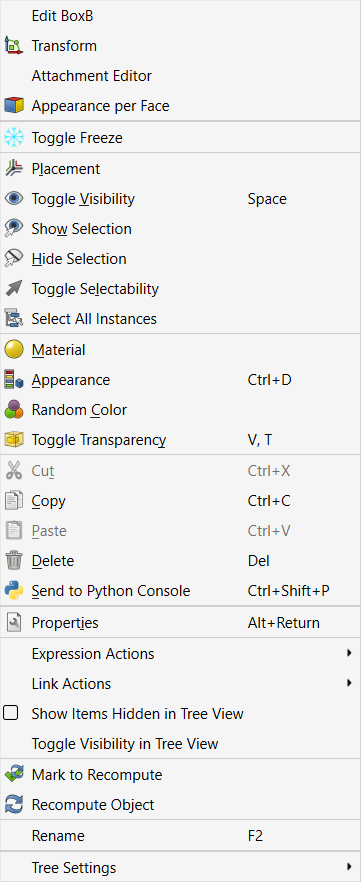 Edit BoxB
Transform
Attachment Editor
Appearance per Face
Toggle Freeze
Placement
Toggle Visibility Space
Show Selection
Hide Selection
Toggle Selectability
Select All Instances
Material
Appearance Ctrl+D
Random Color
Toggle Transparency V, T
Cut Ctrl+X
Copy Ctrl+C
Paste Ctrl+V
Delete Del
Send to Python Console Ctrl+Shift+P
Properties Alt+Return
Expression Actions
Link Actions
Show Items Hidden in Tree View
Toggle Visibility in Tree View
Mark to Recompute
Recompute Object
Rename F2
Tree Settings